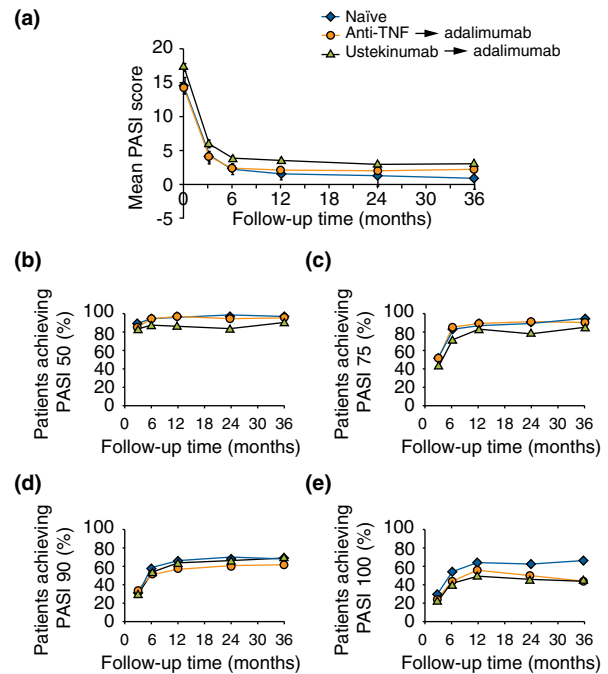 (a)
Naïve
Anti-TNF → adalimumab
Ustekinumab → adalimumab
Mean PASI score
20
15
10
5
0
-5
0 6 12 18 24 30 36
Follow-up time (months)
(b)
Patients achieving
PASI 50 (%)
100
80
60
40
20
0
0 6 12 18 24 30 36
Follow-up time (months)
(c)
Patients achieving
PASI 75 (%)
100
80
60
40
20
0
0 6 12 18 24 30 36
Follow-up time (months)
(d)
Patients achieving
PASI 90 (%)
100
80
60
40
20
0
0 6 12 18 24 30 36
Follow-up time (months)
(e)
Patients achieving
PASI 100 (%)
100
80
60
40
20
0
0 6 12 18 24 30 36
Follow-up time (months)